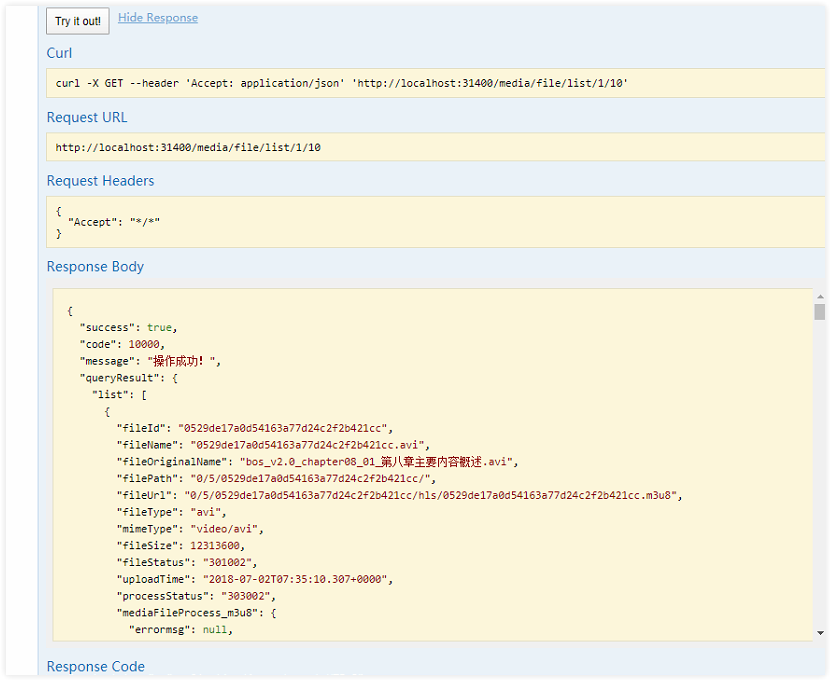 Try it out! Hide Response
Curl
curl -X GET --header 'Accept: application/json' 'http://localhost:31400/media/file/list/1/10'
Request URL
http://localhost:31400/media/file/list/1/10
Request Headers
{
"Accept": "*/*"
}
Response Body
{
"success": true,
"code": 10000,
"message": "操作成功！",
"queryResult": {
"list": [
{
"fileId": "0529de17a0d54163a77d24c2f2b421cc",
"fileName": "0529de17a0d54163a77d24c2f2b421cc.avi",
"fileOriginalName": "bos_v2.0_chapter08_01_第八章主要内容概述.avi",
"filePath": "0/5/0529de17a0d54163a77d24c2f2b421cc/",
"fileUrl": "0/5/0529de17a0d54163a77d24c2f2b421cc/hls/0529de17a0d54163a77d24c2f2b421cc.m3u8",
"fileType": "avi",
"mimeType": "video/avi",
"fileSize": 12313600,
"fileStatus": "301002",
"uploadTime": "2018-07-02T07:35:10.307+0000",
"processStatus": "303002",
"mediaFileProcess_m3u8": {
"errormsg": null,
Response Code